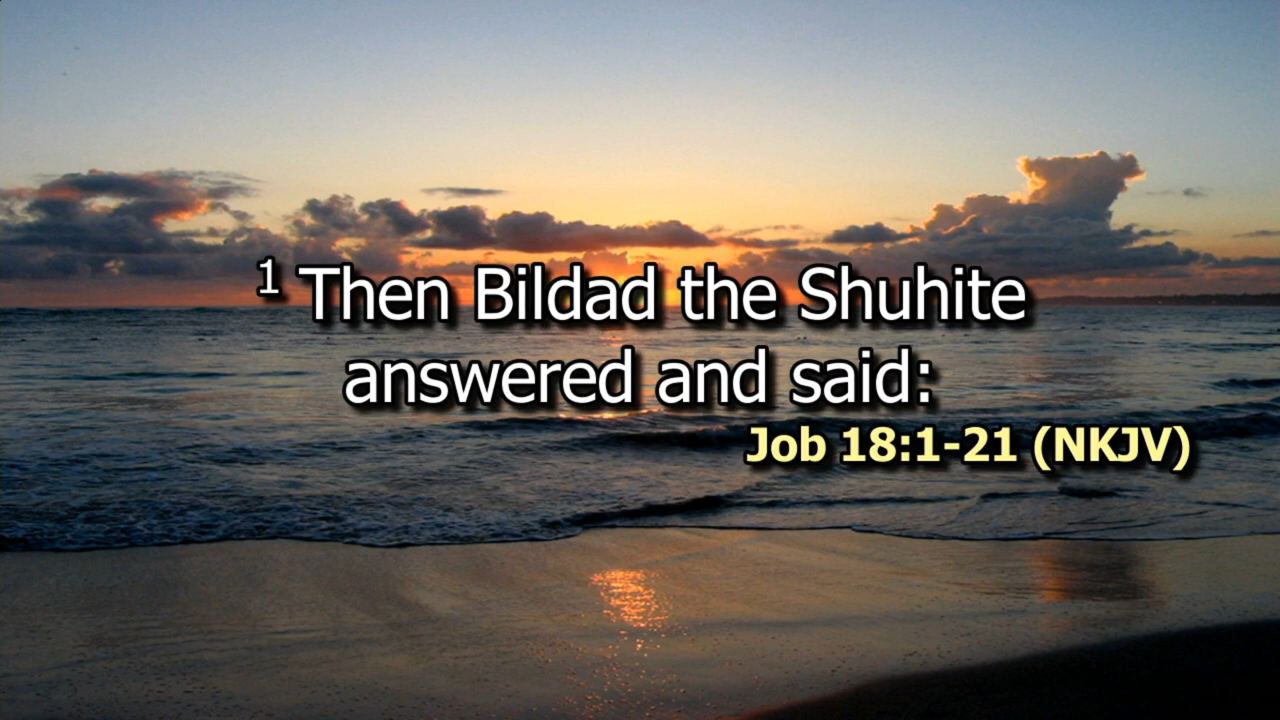 1 Then Bildad the Shuhite
answered and said:
Job 18:1-21 (NKJV)